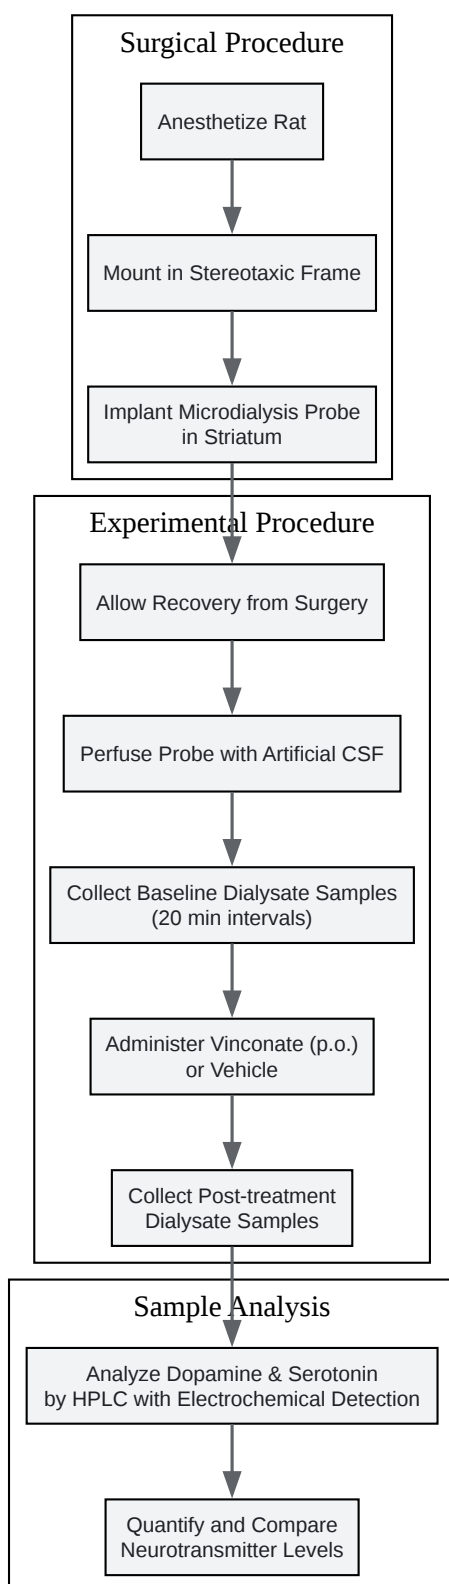 Surgical Procedure
Anesthetize Rat
Mount in Stereotaxic Frame
Implant Microdialysis Probe
in Striatum
Experimental Procedure
Allow Recovery from Surgery
Perfuse Probe with Artificial CSF
Collect Baseline Dialysate Samples
(20 min intervals)
Administer Vinconate (p.o.)
or Vehicle
Collect Post-treatment
Dialysate Samples
Sample Analysis
Analyze Dopamine & Serotonin
by HPLC with Electrochemical Detection
Quantify and Compare
Neurotransmitter Levels